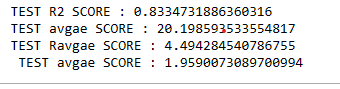 TEST R2 SCORE : 0.8334731886360316
TEST avgae SCORE : 20.198593533554817
TEST Ravgae SCORE : 4.494284540786755
TEST avgae SCORE : 1.9590073089700994